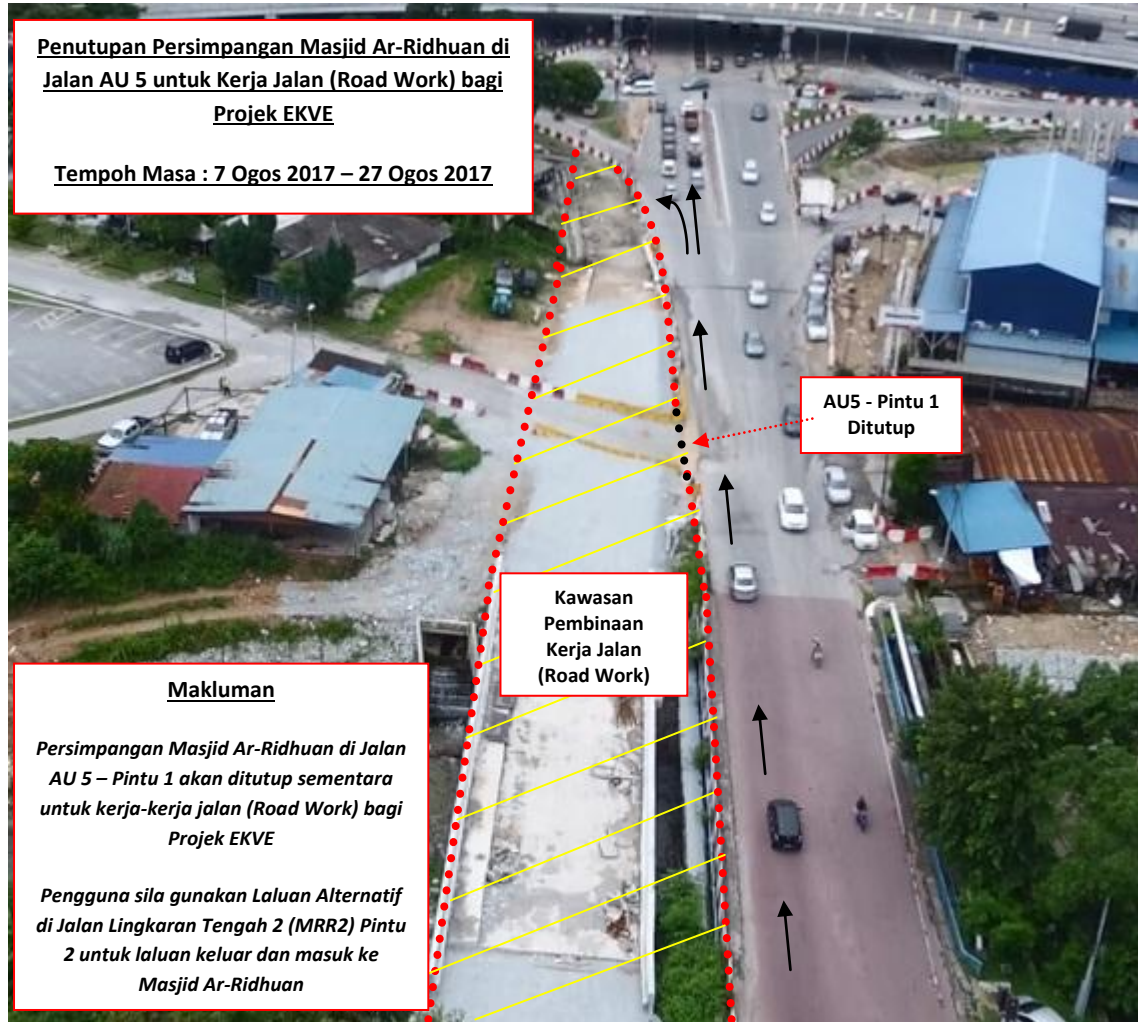 Penutupan Persimpangan Masjid Ar-Ridhuan di
Jalan AU 5 untuk Kerja Jalan (Road Work) bagi
Projek EKVE
Tempoh Masa : 7 Ogos 2017 – 27 Ogos 2017
AU5 - Pintu 1
Ditutup
Kawasan
Pembinaan
Kerja Jalan
(Road Work)
Makluman
Persimpangan Masjid Ar-Ridhuan di Jalan
AU 5 – Pintu 1 akan ditutup sementara
untuk kerja-kerja jalan (Road Work) bagi
Projek EKVE
Pengguna sila gunakan Laluan Alternatif
di Jalan Lingkaran Tengah 2 (MRR2) Pintu
2 untuk laluan keluar dan masuk ke
Masjid Ar-Ridhuan